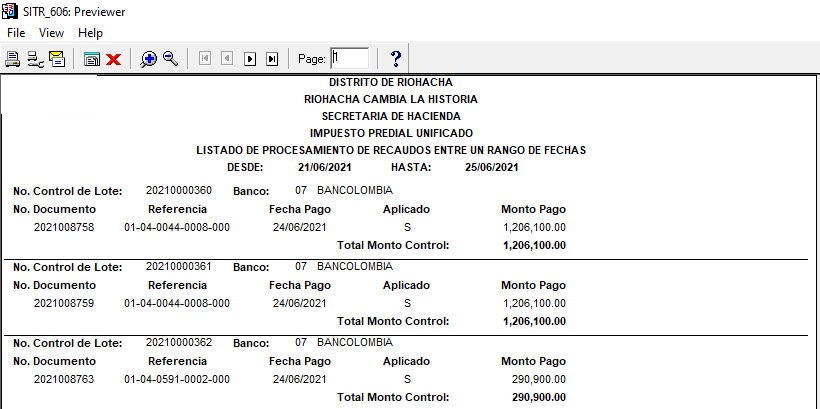 SITR_606: Previewer
File View Help
Page: 1
DISTRITO DE RIOHACHA
RIOHACHA CAMBIA LA HISTORIA
SECRETARIA DE HACIENDA
IMPUESTO PREDIAL UNIFICADO
LISTADO DE PROCESAMIENTO DE RECAUDOS ENTRE UN RANGO DE FECHAS
DESDE: 21/06/2021 HASTA: 25/06/2021
No. Control de Lote: 20210000360 Banco: 07 BANCOLOMBIA
No. Documento Referencia Fecha Pago Aplicado Monto Pago
2021008758 01-04-0044-0008-000 24/06/2021 S 1,206,100.00
Total Monto Control: 1,206,100.00
No. Control de Lote: 20210000361 Banco: 07 BANCOLOMBIA
No. Documento Referencia Fecha Pago Aplicado Monto Pago
2021008759 01-04-0044-0008-000 24/06/2021 S 1,206,100.00
Total Monto Control: 1,206,100.00
No. Control de Lote: 20210000362 Banco: 07 BANCOLOMBIA
No. Documento Referencia Fecha Pago Aplicado Monto Pago
2021008763 01-04-0591-0002-000 24/06/2021 S 290,900.00
Total Monto Control: 290,900.00